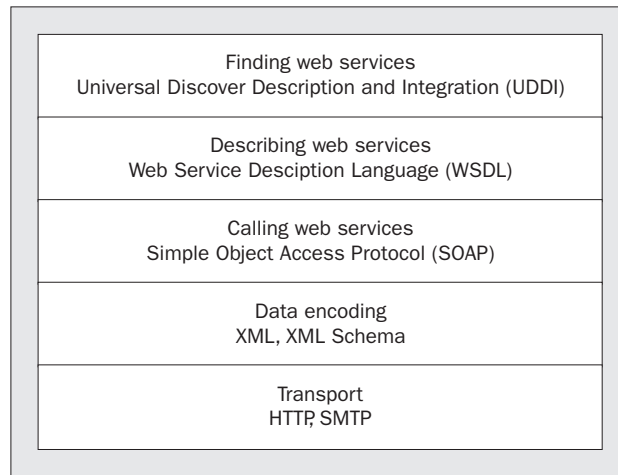 Finding web services
Universal Discover Description and Integration (UDDI)
Describing web services
Web Service Desciption Language (WSDL)
Calling web services
Simple Object Access Protocol (SOAP)
Data encoding
XML, XML Schema
Transport
HTTP, SMTP